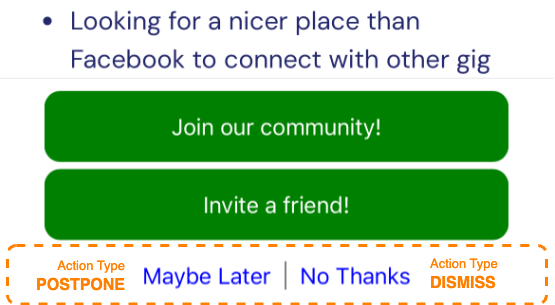 • Looking for a nicer place than
Facebook to connect with other gig
Join our community!
Invite a friend!
Action Type
POSTPONE
Maybe Later | No Thanks
Action Type
DISMISS